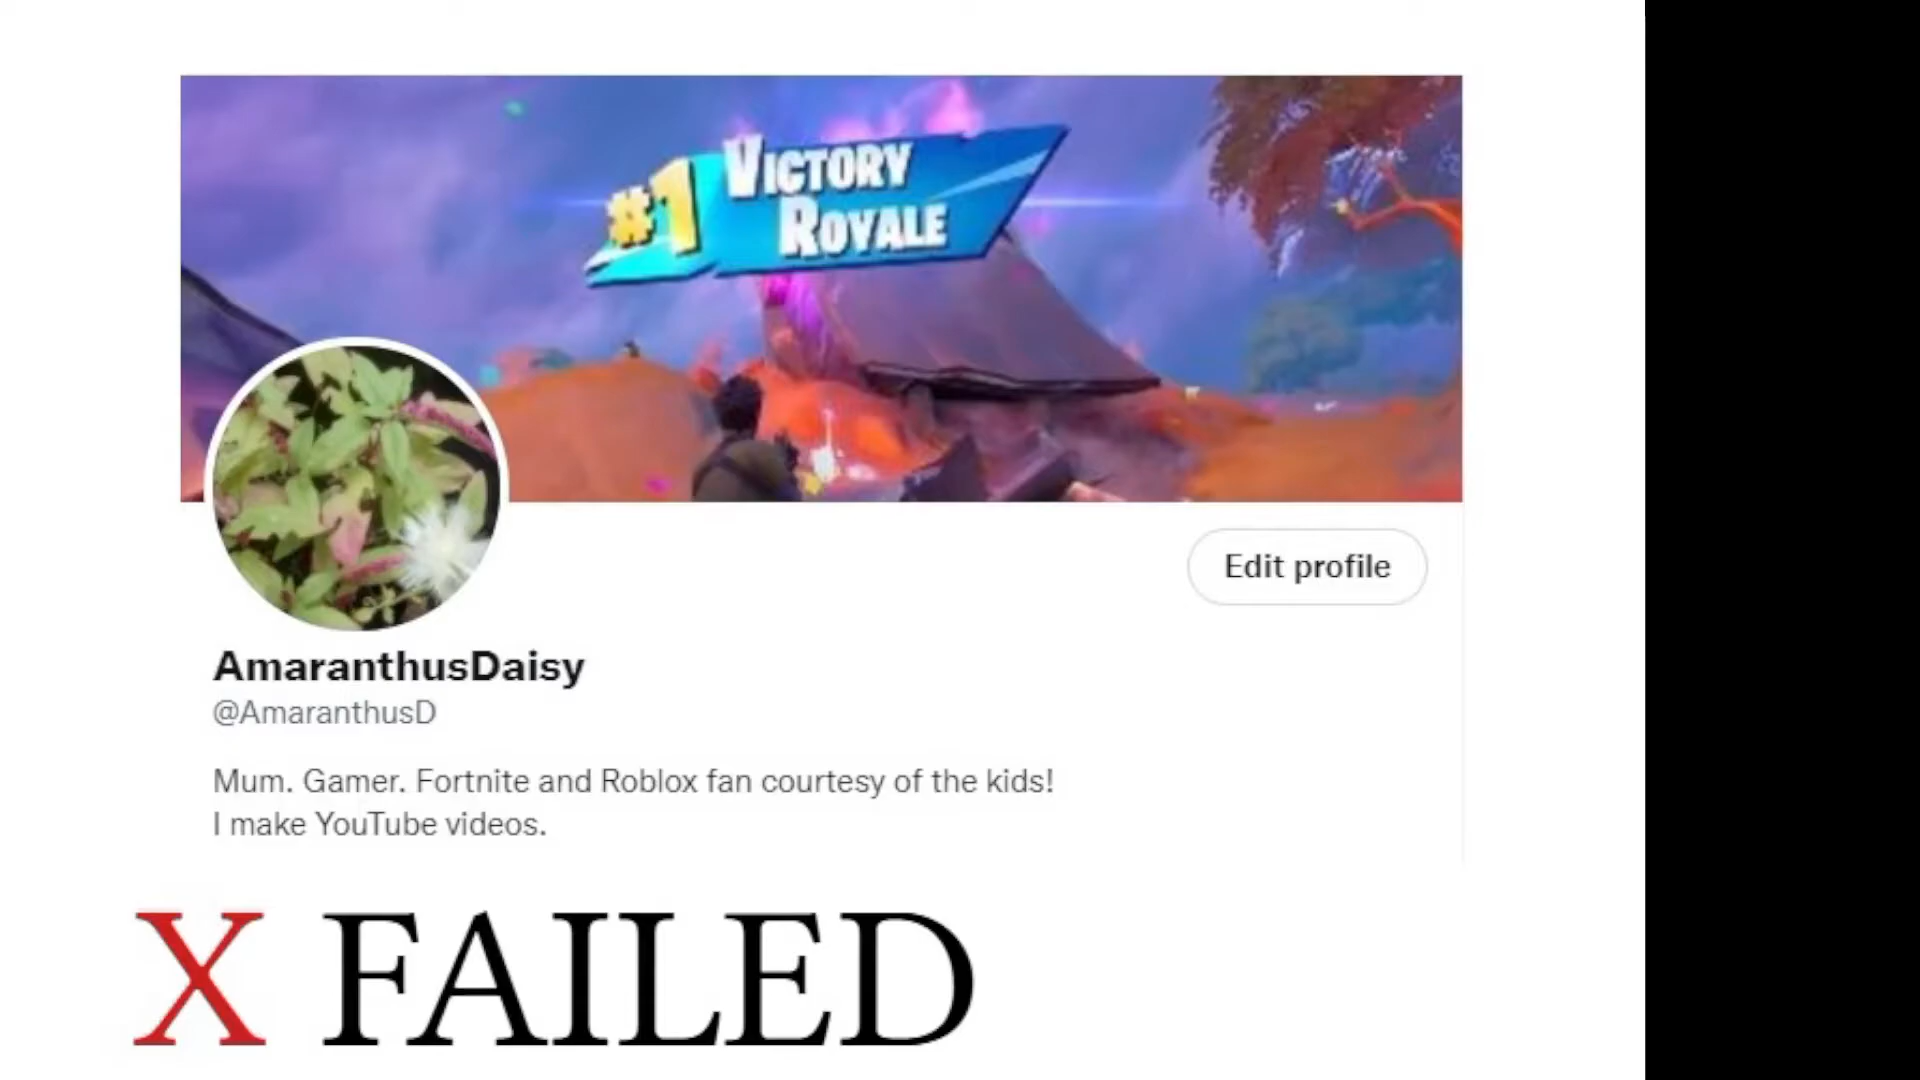 #1 VICTORY
ROYALE
Edit profile
AmaranthusDaisy
@AmaranthusD
Mum. Gamer. Fortnite and Roblox fan courtesy of the kids!
I make YouTube videos.
X FAILED